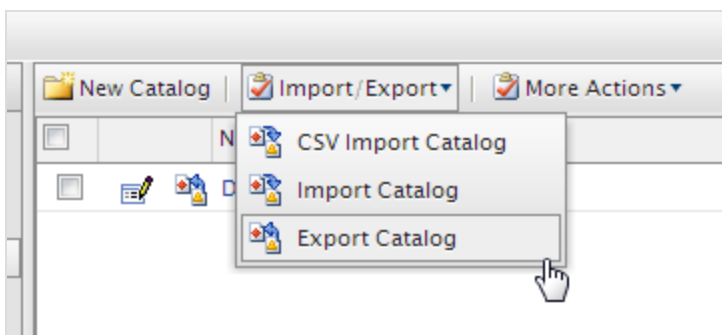 New Catalog | Import/Export | More Actions
N
CSV Import Catalog
D
Import Catalog
Export Catalog